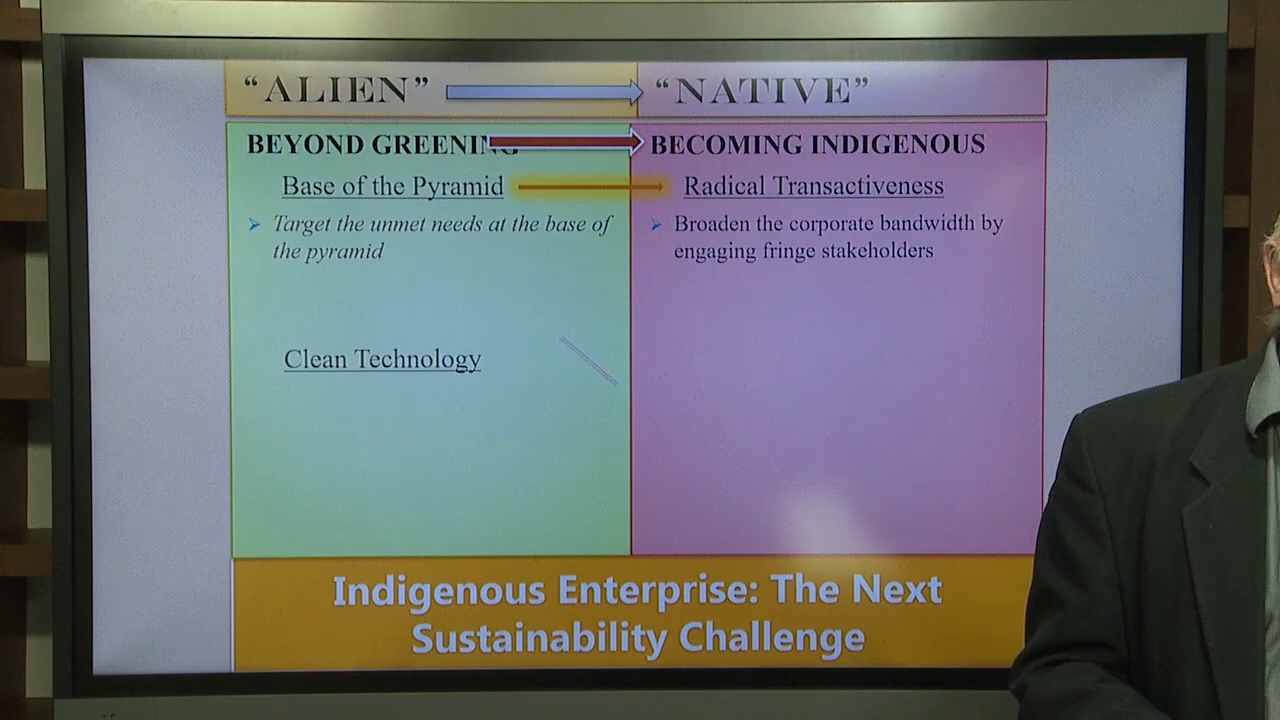 “ALIEN”
“NATIVE”
BEYOND GREENING
BECOMING INDIGENOUS
Base of the Pyramid
Radical Transactiveness
Target the unmet needs at the base of
the pyramid
Broaden the corporate bandwidth by
engaging fringe stakeholders
Clean Technology
Indigenous Enterprise: The Next
Sustainability Challenge